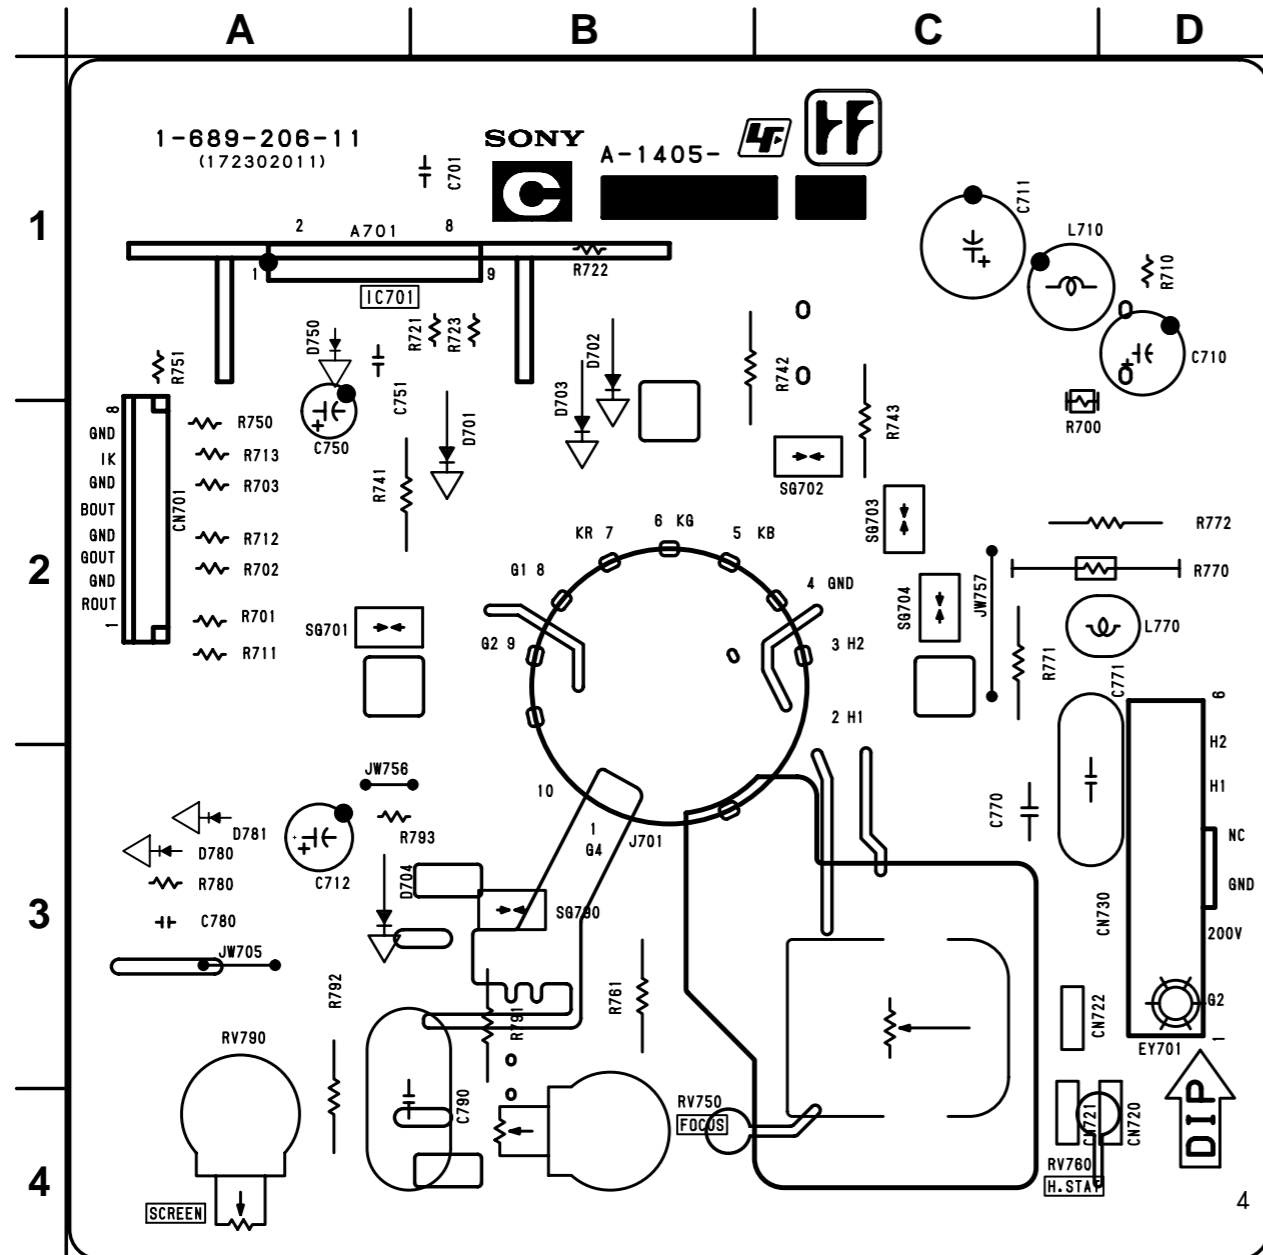 A B C D
1
2
3
4
1-689-206-11
(172302011)
SONY
C
A-1405-
C701
C711
L710
R710
2 A701 8
1 9
IC701
R722
R721
R723
D750
D702
R751
C751
D703
R742
C710
R743
R700
D701
C750
R741
SG702
8
GND
IK
GND
BOUT
GND
GOUT
GND
ROUT
1
CN701
R750
R713
R703
R712
R702
R701
R711
SG701
KR 7
6 KG
5 KB
G1 8
4 GND
G2 9
3 H2
2 H1
10
1
G4
J701
SG703
SG704
JW757
R772
R770
L770
R771
C771
6
H2
H1
NC
GND
200V
G2
1
CN730
EY701
JW756
R793
D781
D780
R780
C780
C712
D704
SG790
C770
JW705
R792
R791
R761
CN722
RV790
C790
RV750
FOCUS
CN721
CN720
RV760
H.STAT
DIP
SCREEN
4